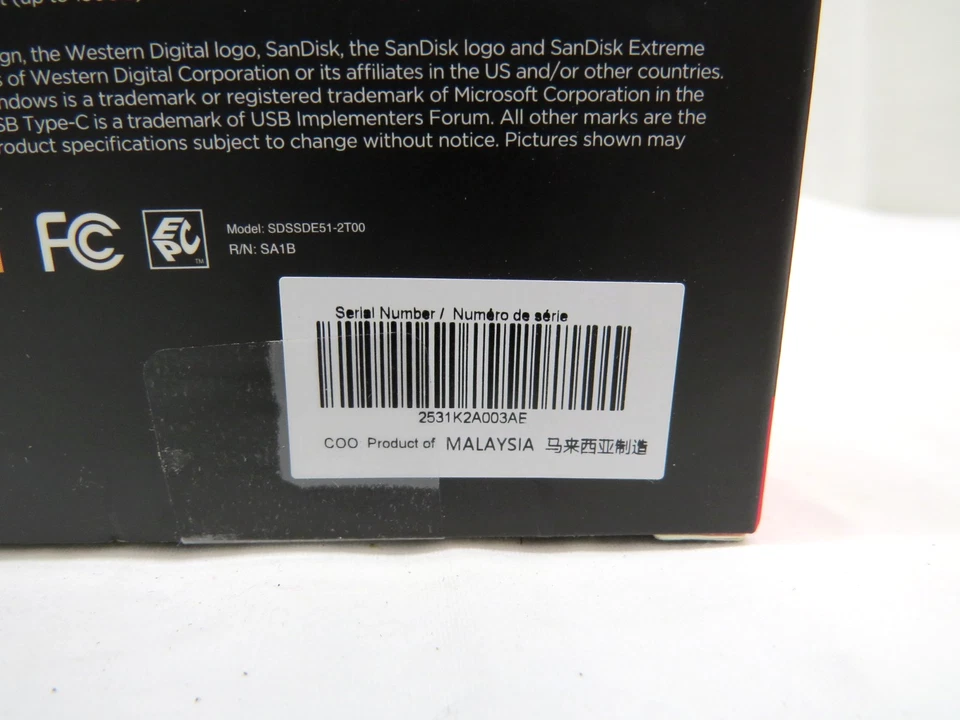 gn, the Western Digital logo, SanDisk, the SanDisk logo and SanDisk Extreme
s of Western Digital Corporation or its affiliates in the US and/or other countries.
ndows is a trademark or registered trademark of Microsoft Corporation in the
SB Type-C is a trademark of USB Implementers Forum. All other marks are the
roduct specifications subject to change without notice. Pictures shown may
FC
ECPC TM
Model: SDSSDE51-2T00
R/N: SA1B
Serial Number / Numéro de série
2531K2A003AE
COO Product of MALAYSIA 马来西亚制造